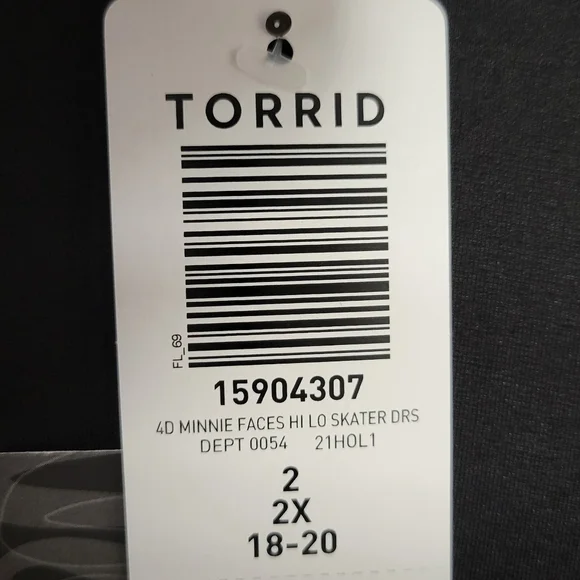 TORRID
FL_69
15904307
4D MINNIE FACES HI LO SKATER DRS
DEPT 0054 21HOL1
2
2X
18-20